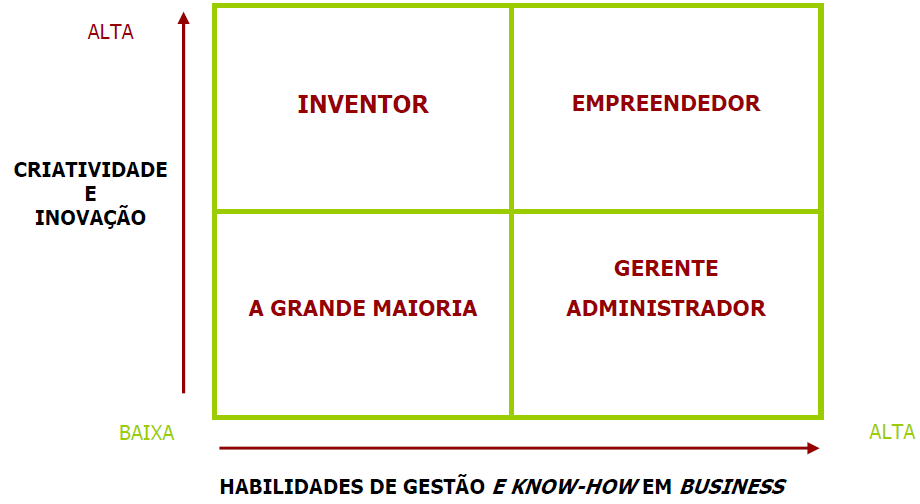 ALTA
INVENTOR
EMPREENDEDOR
CRIATIVIDADE
E
INOVAÇÃO
A GRANDE MAIORIA
GERENTE
ADMINISTRADOR
BAIXA
ALTA
HABILIDADES DE GESTÃO E KNOW-HOW EM BUSINESS